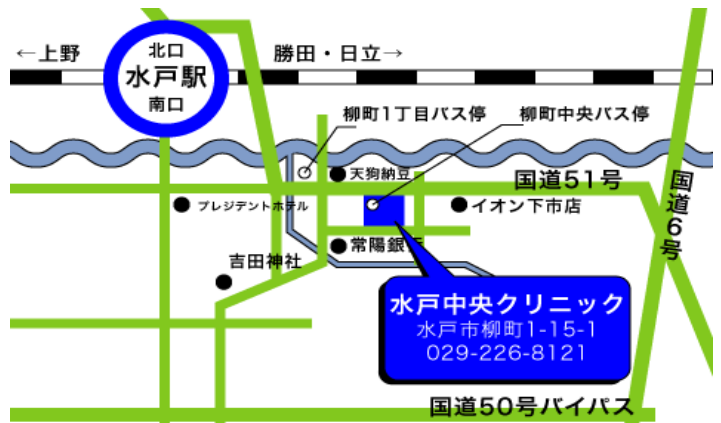 ←上野
北口
水戸駅
南口
勝田・日立→
柳町1丁目バス停
柳町中央バス停
天狗納豆
国道51号
国道6号
プレジデントホテル
イオン下市店
常陽銀行
吉田神社
水戸中央クリニック
水戸市柳町1-15-1
029-226-8121
国道50号バイパス